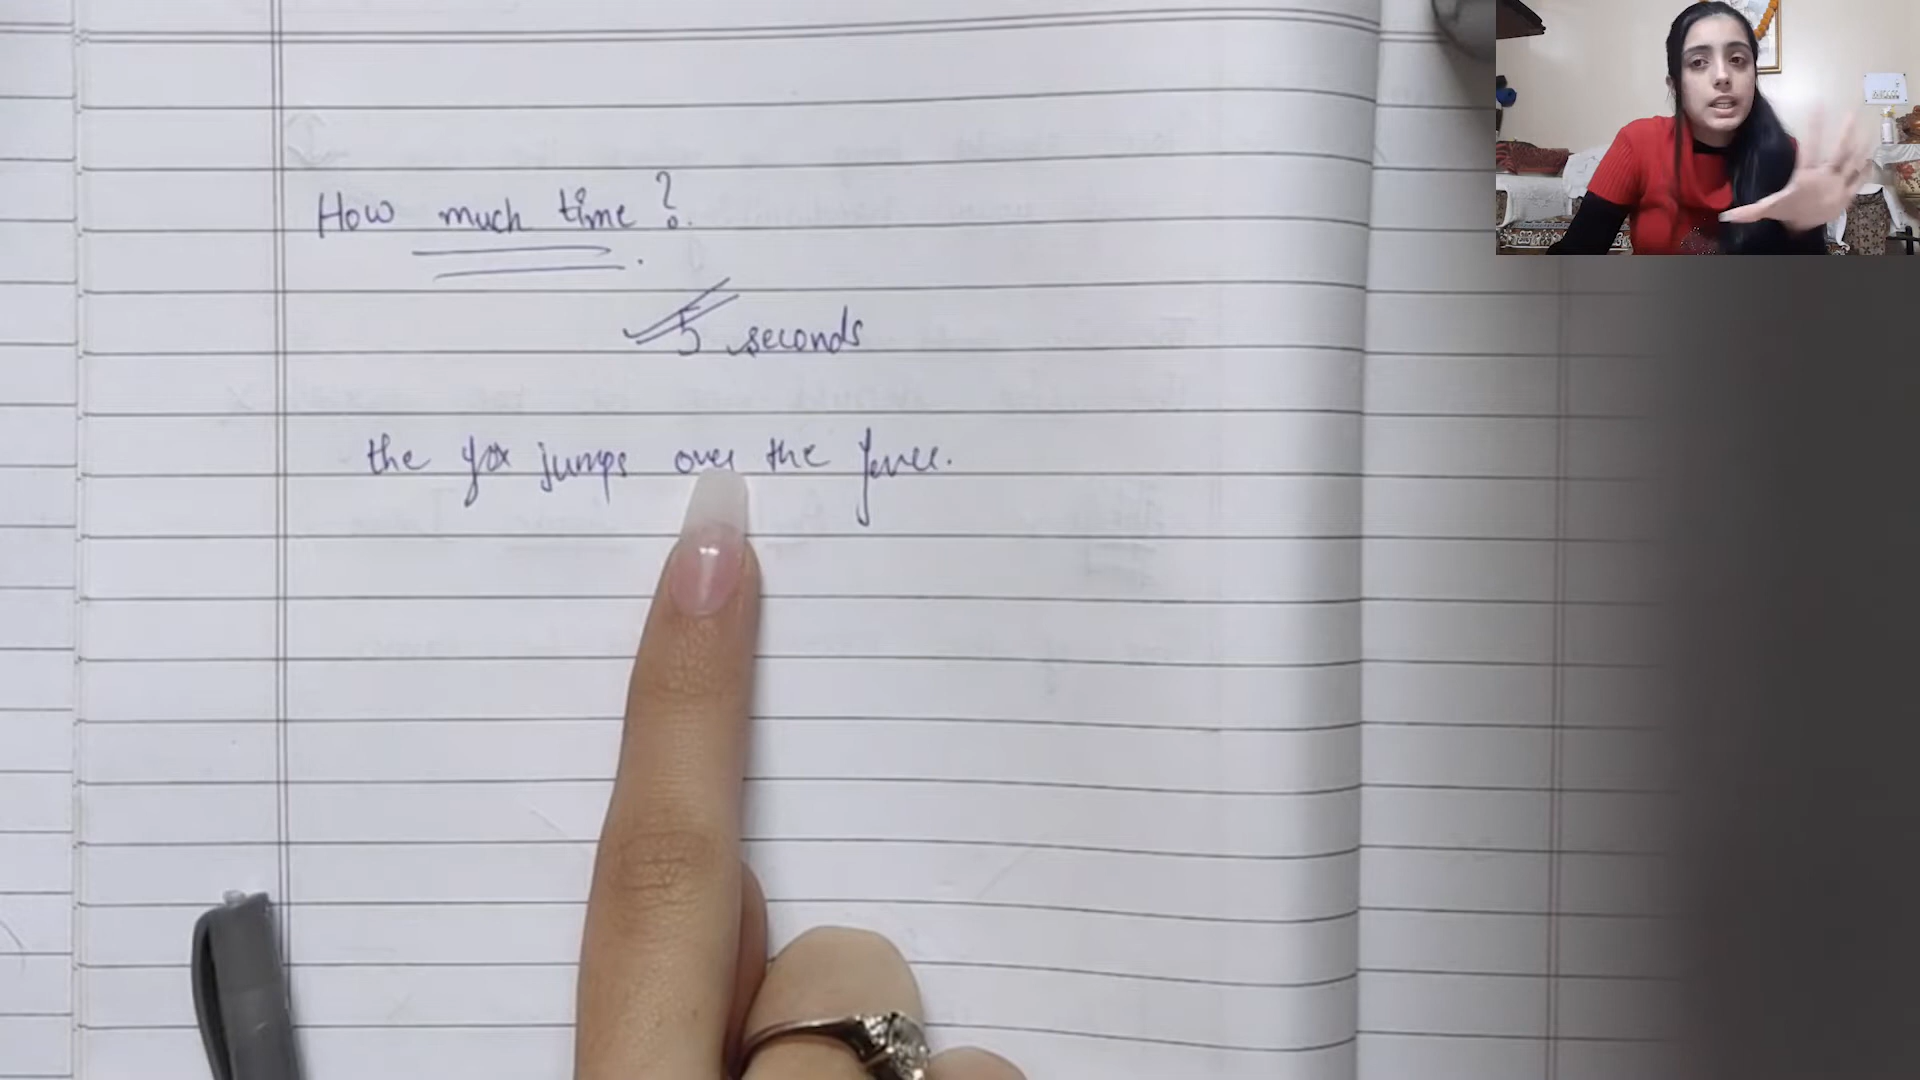 How much time ?
5 seconds
the fox jumps over the fence.